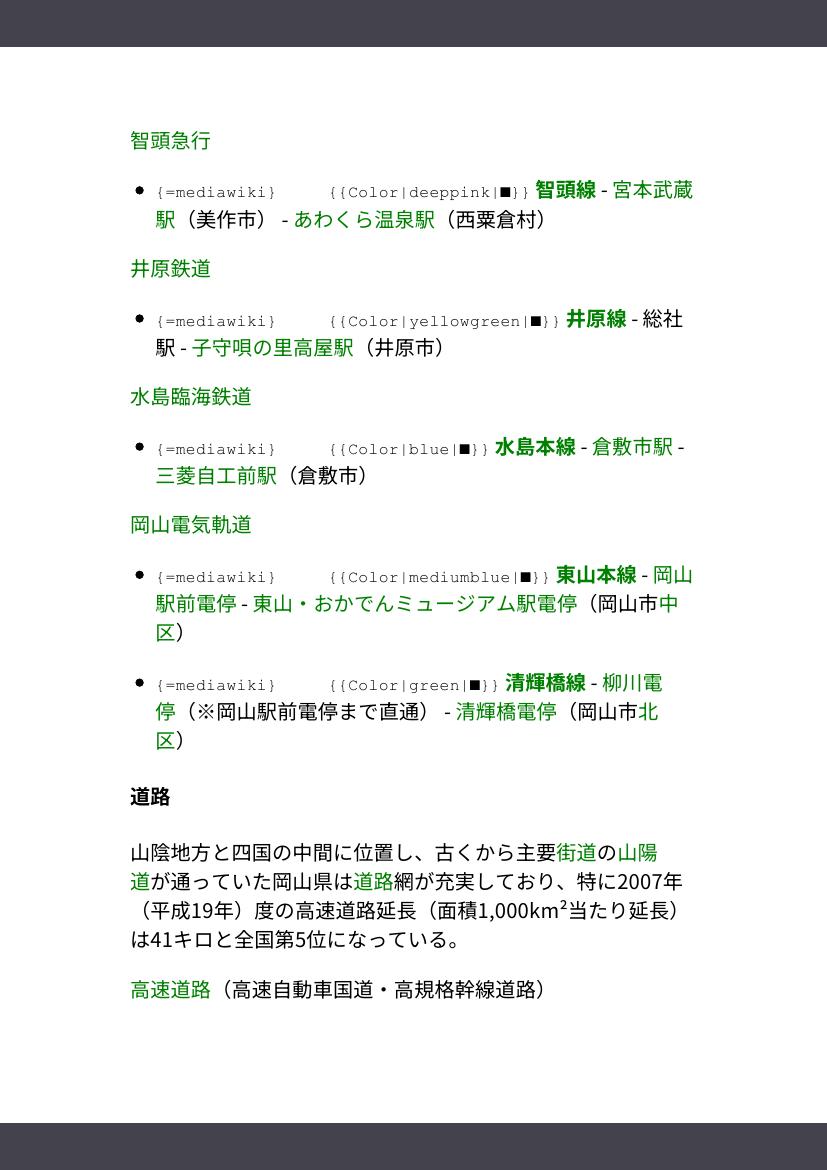 智頭急行
● {=mediawiki} {{Color|deeppink|■}} 智頭線 - 宮本武蔵
駅（美作市） - あわくら温泉駅（西粟倉村）
井原鉄道
● {=mediawiki} {{Color|yellowgreen|■}} 井原線 - 総社
駅 - 子守唄の里高屋駅（井原市）
水島臨海鉄道
● {=mediawiki} {{Color|blue|■}} 水島本線 - 倉敷市駅 -
三菱自工前駅（倉敷市）
岡山電気軌道
● {=mediawiki} {{Color|mediumblue|■}} 東山本線 - 岡山
駅前電停 - 東山・おかでんミュージアム駅電停（岡山市中
区）
● {=mediawiki} {{Color|green|■}} 清輝橋線 - 柳川電
停（※岡山駅前電停まで直通） - 清輝橋電停（岡山市北
区）
道路
山陰地方と四国の中間に位置し、古くから主要街道の山陽
道が通っていた岡山県は道路網が充実しており、特に2007年
（平成19年）度の高速道路延長（面積1,000km²当たり延長）
は41キロと全国第5位になっている。
高速道路（高速自動車国道・高規格幹線道路）